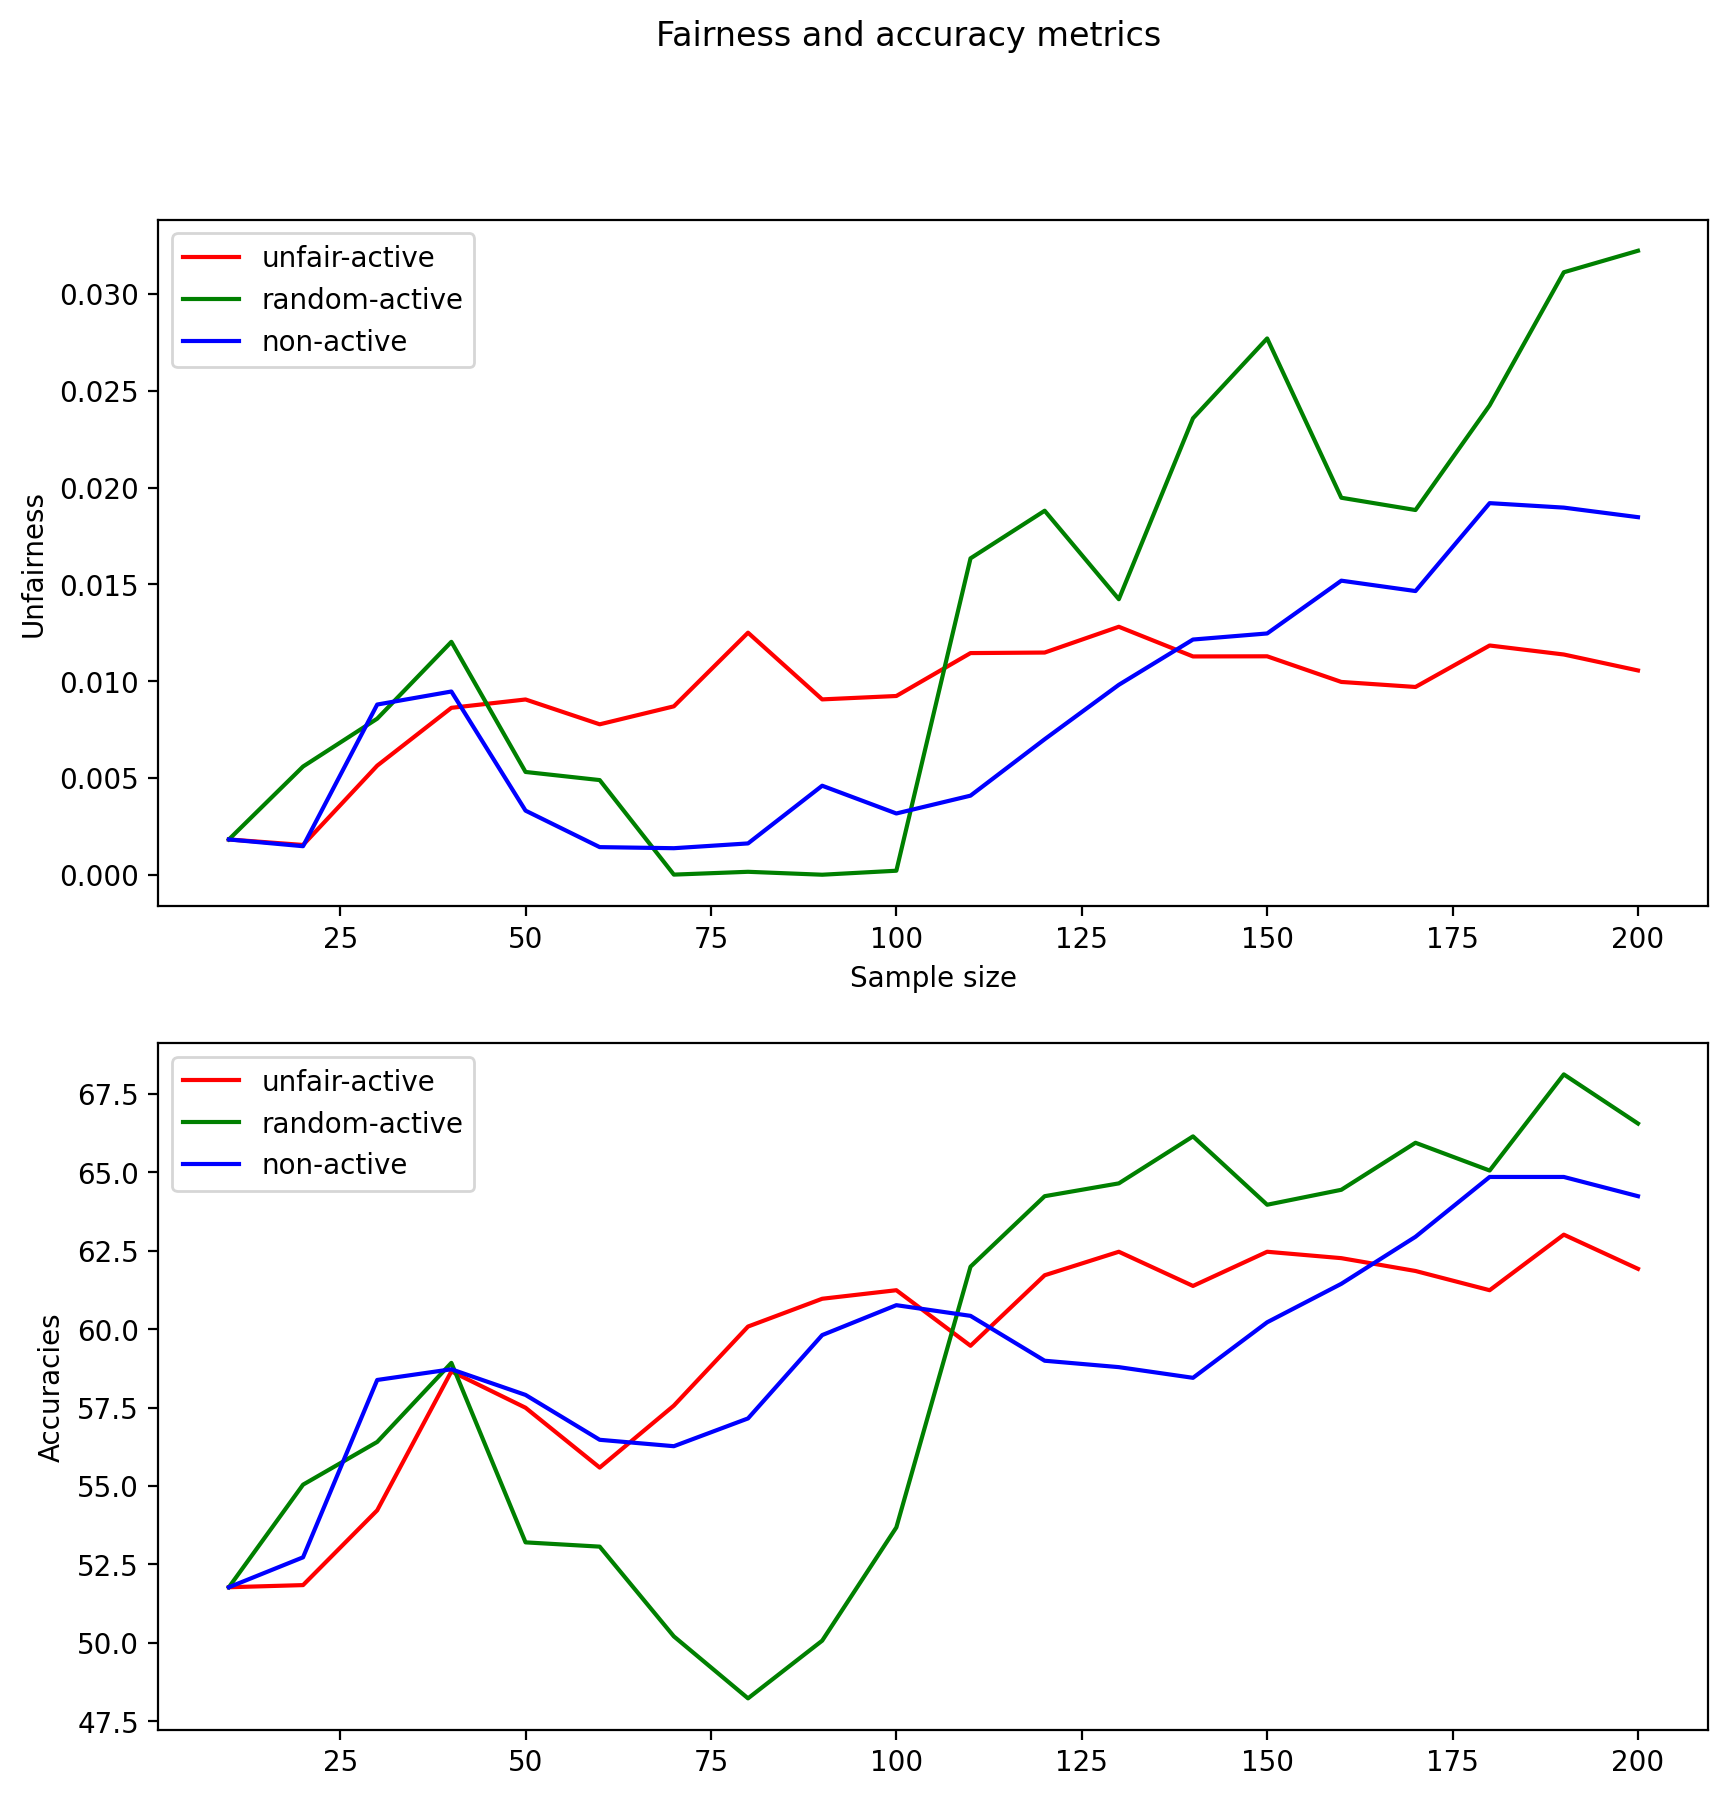 Fairness and accuracy metrics
unfair-active
random-active
non-active
0.030
0.025
0.020
0.015
0.010
0.005
0.000
Unfairness
25 50 75 100 125 150 175 200
Sample size
unfair-active
random-active
non-active
67.5
65.0
62.5
60.0
57.5
55.0
52.5
50.0
47.5
Accuracies
25 50 75 100 125 150 175 200